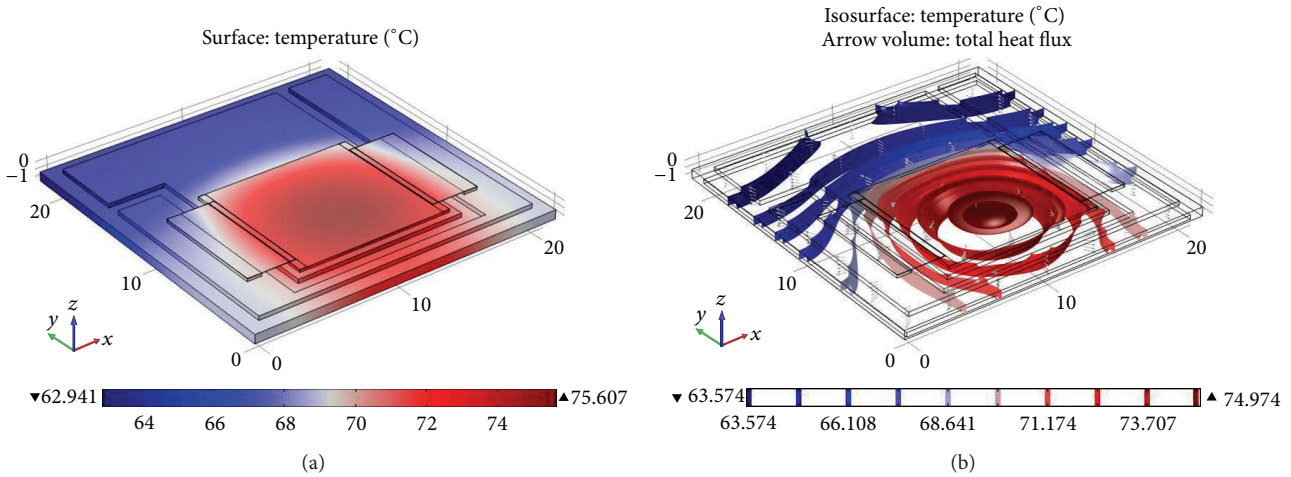 Surface: temperature (°C)
0
−1
20
10
0
0
10
20
z
y
x
▼62.941
▲75.607
64
66
68
70
72
74
(a)
Isosurface: temperature (°C)
Arrow volume: total heat flux
0
−1
20
10
0
0
10
20
z
y
x
▼ 63.574
▲ 74.974
63.574
66.108
68.641
71.174
73.707
(b)